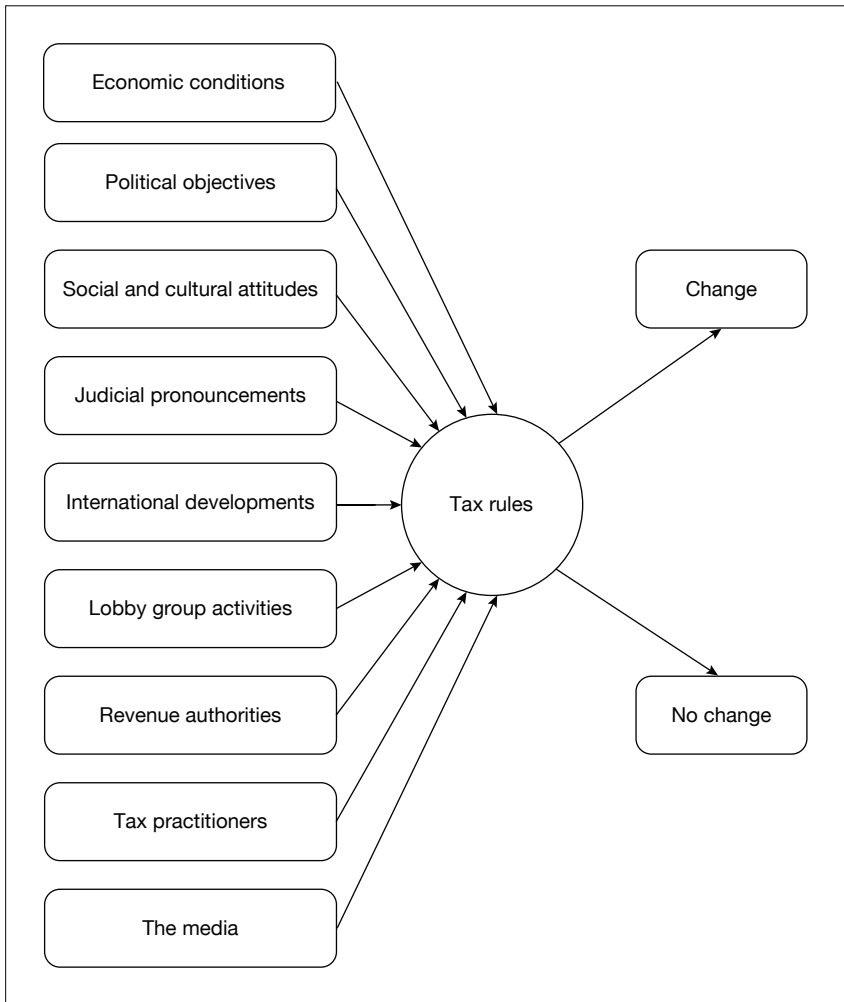 Economic conditions
Political objectives
Social and cultural attitudes
Judicial pronouncements
International developments
Lobby group activities
Revenue authorities
Tax practitioners
The media
Tax rules
Change
No change